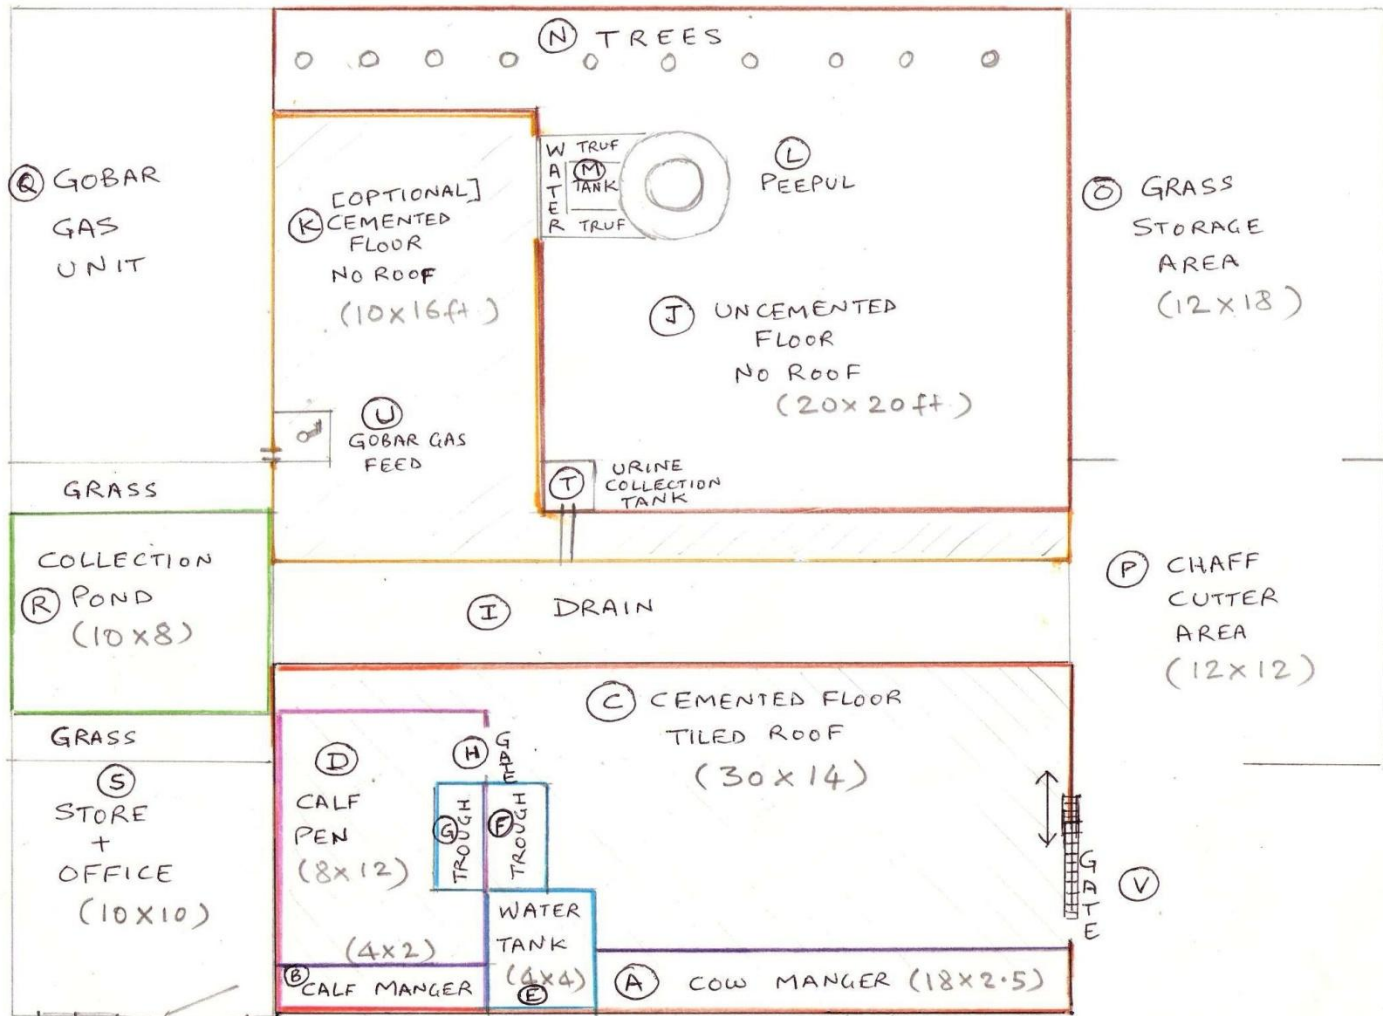 N TREES
Q GOBAR
GAS
UNIT
[OPTIONAL]
K CEMENTED
FLOOR
NO ROOF
(10x16ft)
WATER
TRUF
M
TANK
TRUF
L
PEEPUL
J UNCEMENTED
FLOOR
NO ROOF
(20x20ft)
O GRASS
STORAGE
AREA
(12x18)
U
GOBAR GAS
FEED
T
URINE
COLLECTION
TANK
GRASS
COLLECTION
R POND
(10x8)
GRASS
I DRAIN
P CHAFF
CUTTER
AREA
(12x12)
S
STORE
+
OFFICE
(10x10)
C CEMENTED FLOOR
TILED ROOF
(30x14)
D
CALF
PEN
(8x12)
H GATE
G TROUGH
F TROUGH
WATER
TANK
(4x4)
E
(4x2)
B CALF MANGER
A COW MANGER (18x2.5)
GATE
V